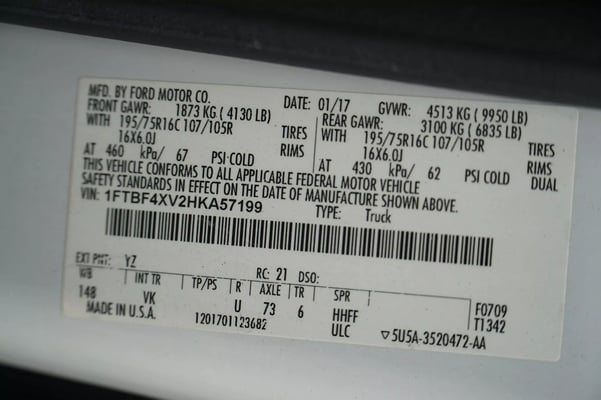 MFD. BY FORD MOTOR CO. DATE: 01/17 GVWR: 4513 KG ( 9950 LB)
FRONT GAWR: 1873 KG ( 4130 LB) REAR GAWR: 3100 KG ( 6835 LB)
WITH 195/75R16C 107/105R TIRES WITH 195/75R16C 107/105R TIRES
16X6.0J RIMS 16X6.0J RIMS
AT 460 kPa/ 67 PSI COLD AT 430 kPa/ 62 PSI COLD DUAL
THIS VEHICLE CONFORMS TO ALL APPLICABLE FEDERAL MOTOR VEHICLE
SAFETY STANDARDS IN EFFECT ON THE DATE OF MANUFACTURE SHOWN ABOVE.
VIN: 1FTBF4XV2HKA57199 TYPE: Truck
EXT PNT: YZ RC: 21 DSO:
WB INT TR TP/PS R AXLE TR SPR
148 VK U 73 6 HHFF F0709
MADE IN U.S.A. 1201701123682 ULC T1342
5U5A-3520472-AA